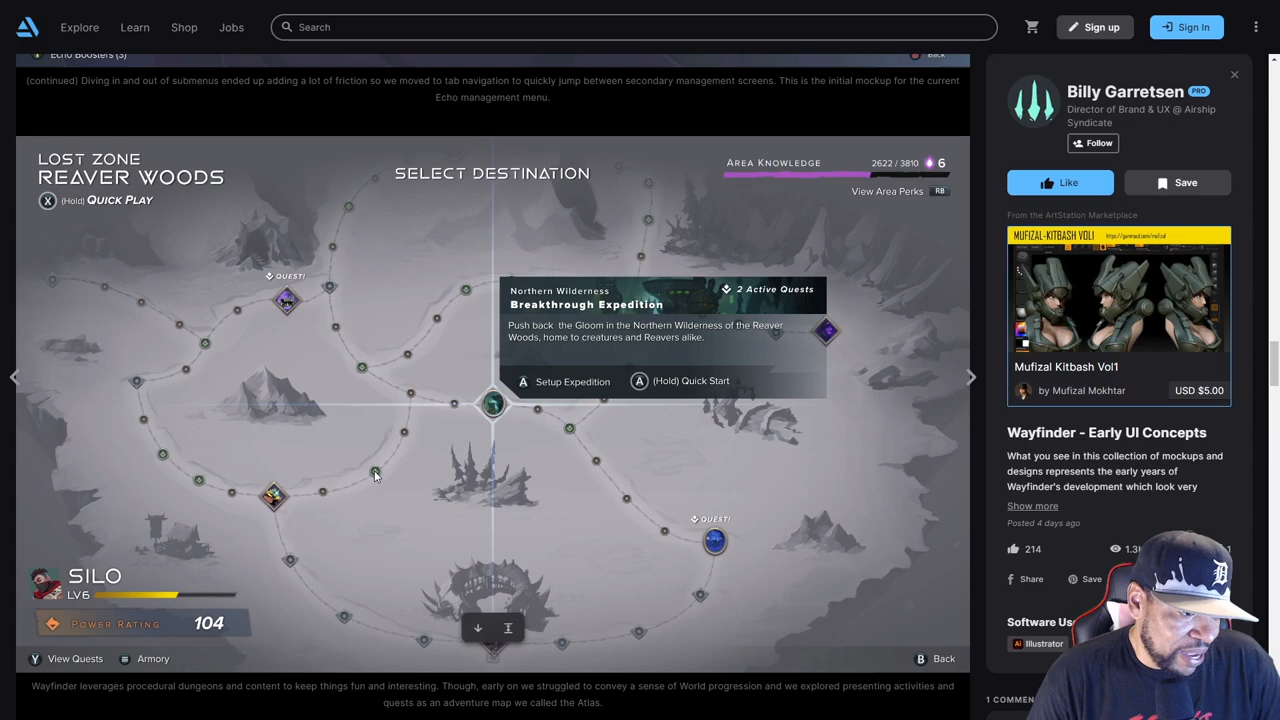 Explore
Learn
Shop
Jobs
Search
Sign up
Sign In
Echo Boosters (3)
Back
(continued) Diving in and out of submenus ended up adding a lot of friction so we moved to tab navigation to quickly jump between secondary management screens. This is the initial mockup for the current
Echo management menu.
LOST ZONE
REAVER WOODS
X (Hold) QUICK PLAY
SELECT DESTINATION
AREA KNOWLEDGE 2622 / 3810 6
View Area Perks RB
QUEST!
Northern Wilderness
2 Active Quests
Breakthrough Expedition
Push back the Gloom in the Northern Wilderness of the Reaver
Woods, home to creatures and Reavers alike.
A Setup Expedition A (Hold) Quick Start
QUEST!
SILO
LV6
POWER RATING 104
Y View Quests Armory
B Back
Wayfinder leverages procedural dungeons and content to keep things fun and interesting. Though, early on we struggled to convey a sense of World progression and we explored presenting activities and
quests as an adventure map we called the Atlas.
Billy Garretsen PRO
Director of Brand & UX @ Airship
Syndicate
Follow
Like
Save
From the ArtStation Marketplace
MUFIZAL-KITBASH VOL1
https://gumroad.com/mufizal
Mufizal Kitbash Vol1
by Mufizal Mokhtar
USD $5.00
Wayfinder - Early UI Concepts
What you see in this collection of mockups and
designs represents the early years of
Wayfinder's development which look very
Show more
Posted 4 days ago
214
Share
Save
Software Us
Ai Illustrator
1 COMMEN